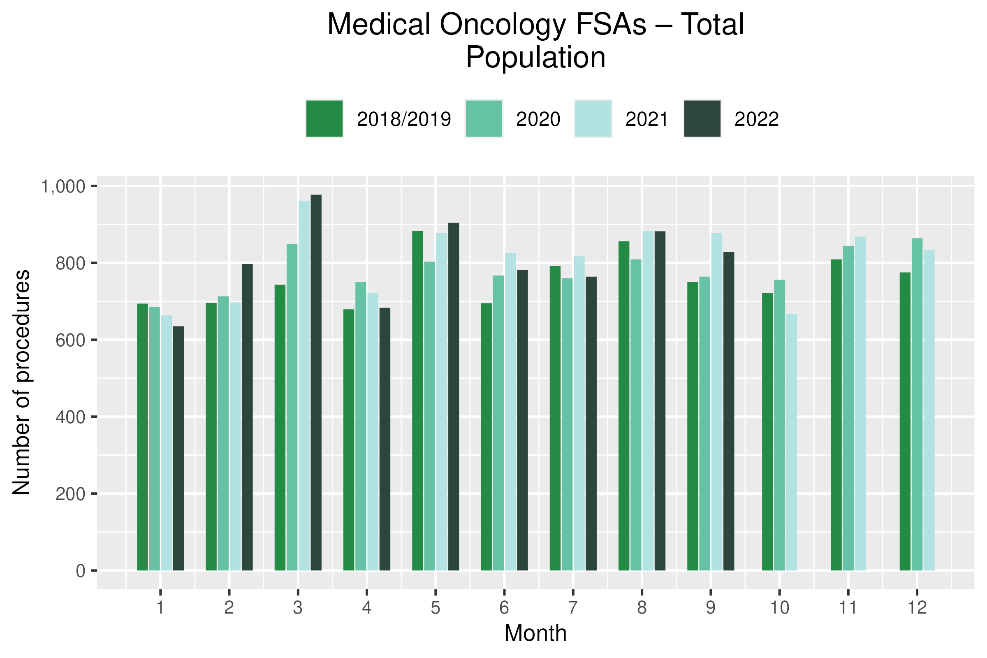 Medical Oncology FSAs – Total
Population
2018/2019 2020 2021 2022
1,000
800
600
400
200
0
Number of procedures
1 2 3 4 5 6 7 8 9 10 11 12
Month